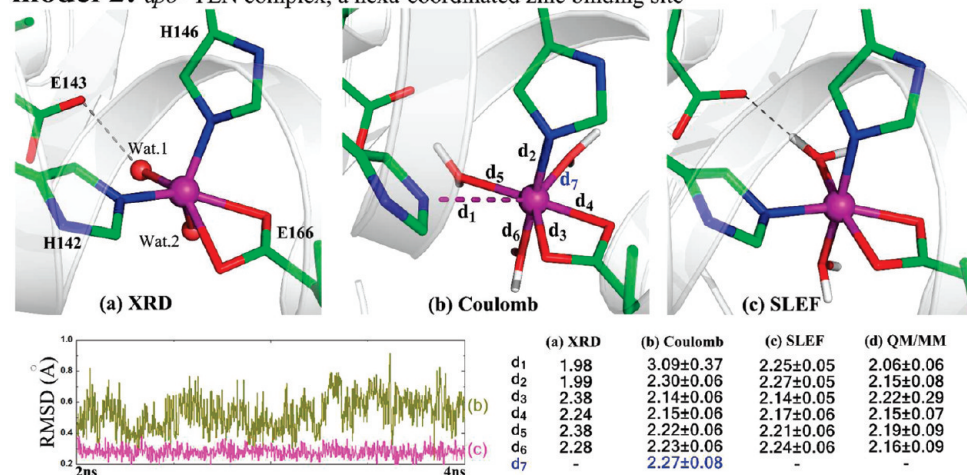 model 2: apo-TLN complex, a hexa-coordinated zinc binding site
H146
E143
Wat.1
H142
Wat.2
E166
(a) XRD
d2
d7
d5
d4
d1
d6
d3
(b) Coulomb
(c) SLEF
RMSD (Å)
1.0
0.8
0.6
0.4
0.2
(b)
(c)
2ns
4ns
(a) XRD (b) Coulomb (c) SLEF (d) QM/MM
d1 1.98 3.09±0.37 2.25±0.05 2.06±0.06
d2 1.99 2.30±0.06 2.27±0.05 2.15±0.08
d3 2.38 2.14±0.06 2.14±0.05 2.22±0.29
d4 2.24 2.15±0.06 2.17±0.06 2.15±0.07
d5 2.38 2.22±0.06 2.21±0.06 2.19±0.09
d6 2.28 2.23±0.06 2.24±0.06 2.16±0.09
d7 - 2.27±0.08 - -